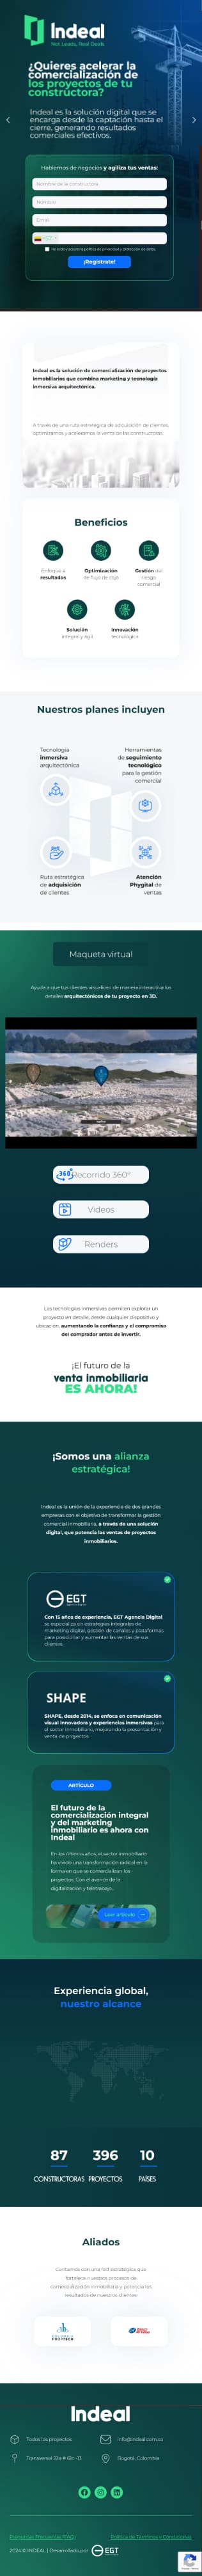 Indeal
Not Leads, Real Deals
¿Quieres acelerar la
comercialización de
los proyectos de tu
constructora?
Indeal es la solución digital que se
encarga desde la captación hasta el
cierre, generando resultados
comerciales efectivos.
Hablemos de negocios y agiliza tus ventas:
Nombre de la constructora
Nombre
Email
+57
He leído y acepto la política de privacidad y protección de datos
¡Regístrate!
Indeal es la solución de comercialización de proyectos
inmobiliarios que combina marketing y tecnología
inmersiva arquitectónica.
A través de una ruta estratégica de adquisición de clientes,
optimizamos y aceleramos la venta de las constructores.
Beneficios
Enfoque a
resultados
Optimización
de flujo de caja
Gestión del
riesgo
comercial
Solución
integral y ágil
Innovación
tecnológica
Nuestros planes incluyen
Tecnología
inmersiva
arquitectónica
Herramientas
de seguimiento
tecnológico
para la gestión
comercial
Ruta estratégica
de adquisición
de clientes
Atención
Phygital de
ventas
Maqueta virtual
Ayuda a que tus clientes visualicen de manera interactiva los
detalles arquitectónicos de tu proyecto en 3D.
360°
Recorrido 360°
Videos
Renders
Las tecnologías inmersivas permiten explorar un
proyecto en detalle, desde cualquier dispositivo y
ubicación, aumentando la confianza y el compromiso
del comprador antes de invertir.
¡El futuro de la
venta inmobiliaria
ES AHORA!
¡Somos una alianza
estratégica!
Indeal es la unión de la experiencia de dos grandes
empresas con el objetivo de transformar la gestión
comercial inmobiliaria, a través de una solución
digital, que potencia las ventas de proyectos
inmobiliarios.
EGT
Con 15 años de experiencia, EGT Agencia Digital
se especializa en estrategias integrales de
marketing digital, gestión de canales y plataformas
para posicionar y aumentar las ventas de sus
clientes.
SHAPE
SHAPE, desde 2014, se enfoca en comunicación
visual innovadora y experiencias inmersivas para
el sector inmobiliario, mejorando la presentación y
venta de proyectos.
ARTÍCULO
El futuro de la
comercialización integral
y del marketing
inmobiliario es ahora con
Indeal
En los últimos años, el sector inmobiliario
ha vivido una transformación radical en la
forma en que se comercializan los
proyectos. Con el avance de la
digitalización y teletrabajo...
Leer artículo →
Experiencia global,
nuestro alcance
87
396
10
CONSTRUCTORAS
PROYECTOS
PAÍSES
Aliados
Contamos con una red estratégica que
fortalece nuestros procesos de
comercialización inmobiliaria y potencia los
resultados de nuestros clientes
COLOMBIA
PROPTECH
Indeal
Todos los proyectos
info@indeal.com.co
Transversal 22a # 61c -13
Bogotá, Colombia
Preguntas Frecuentes (FAQ)
Política de Términos y Condiciones
2024 © INDEAL | Desarrollado por
EGT